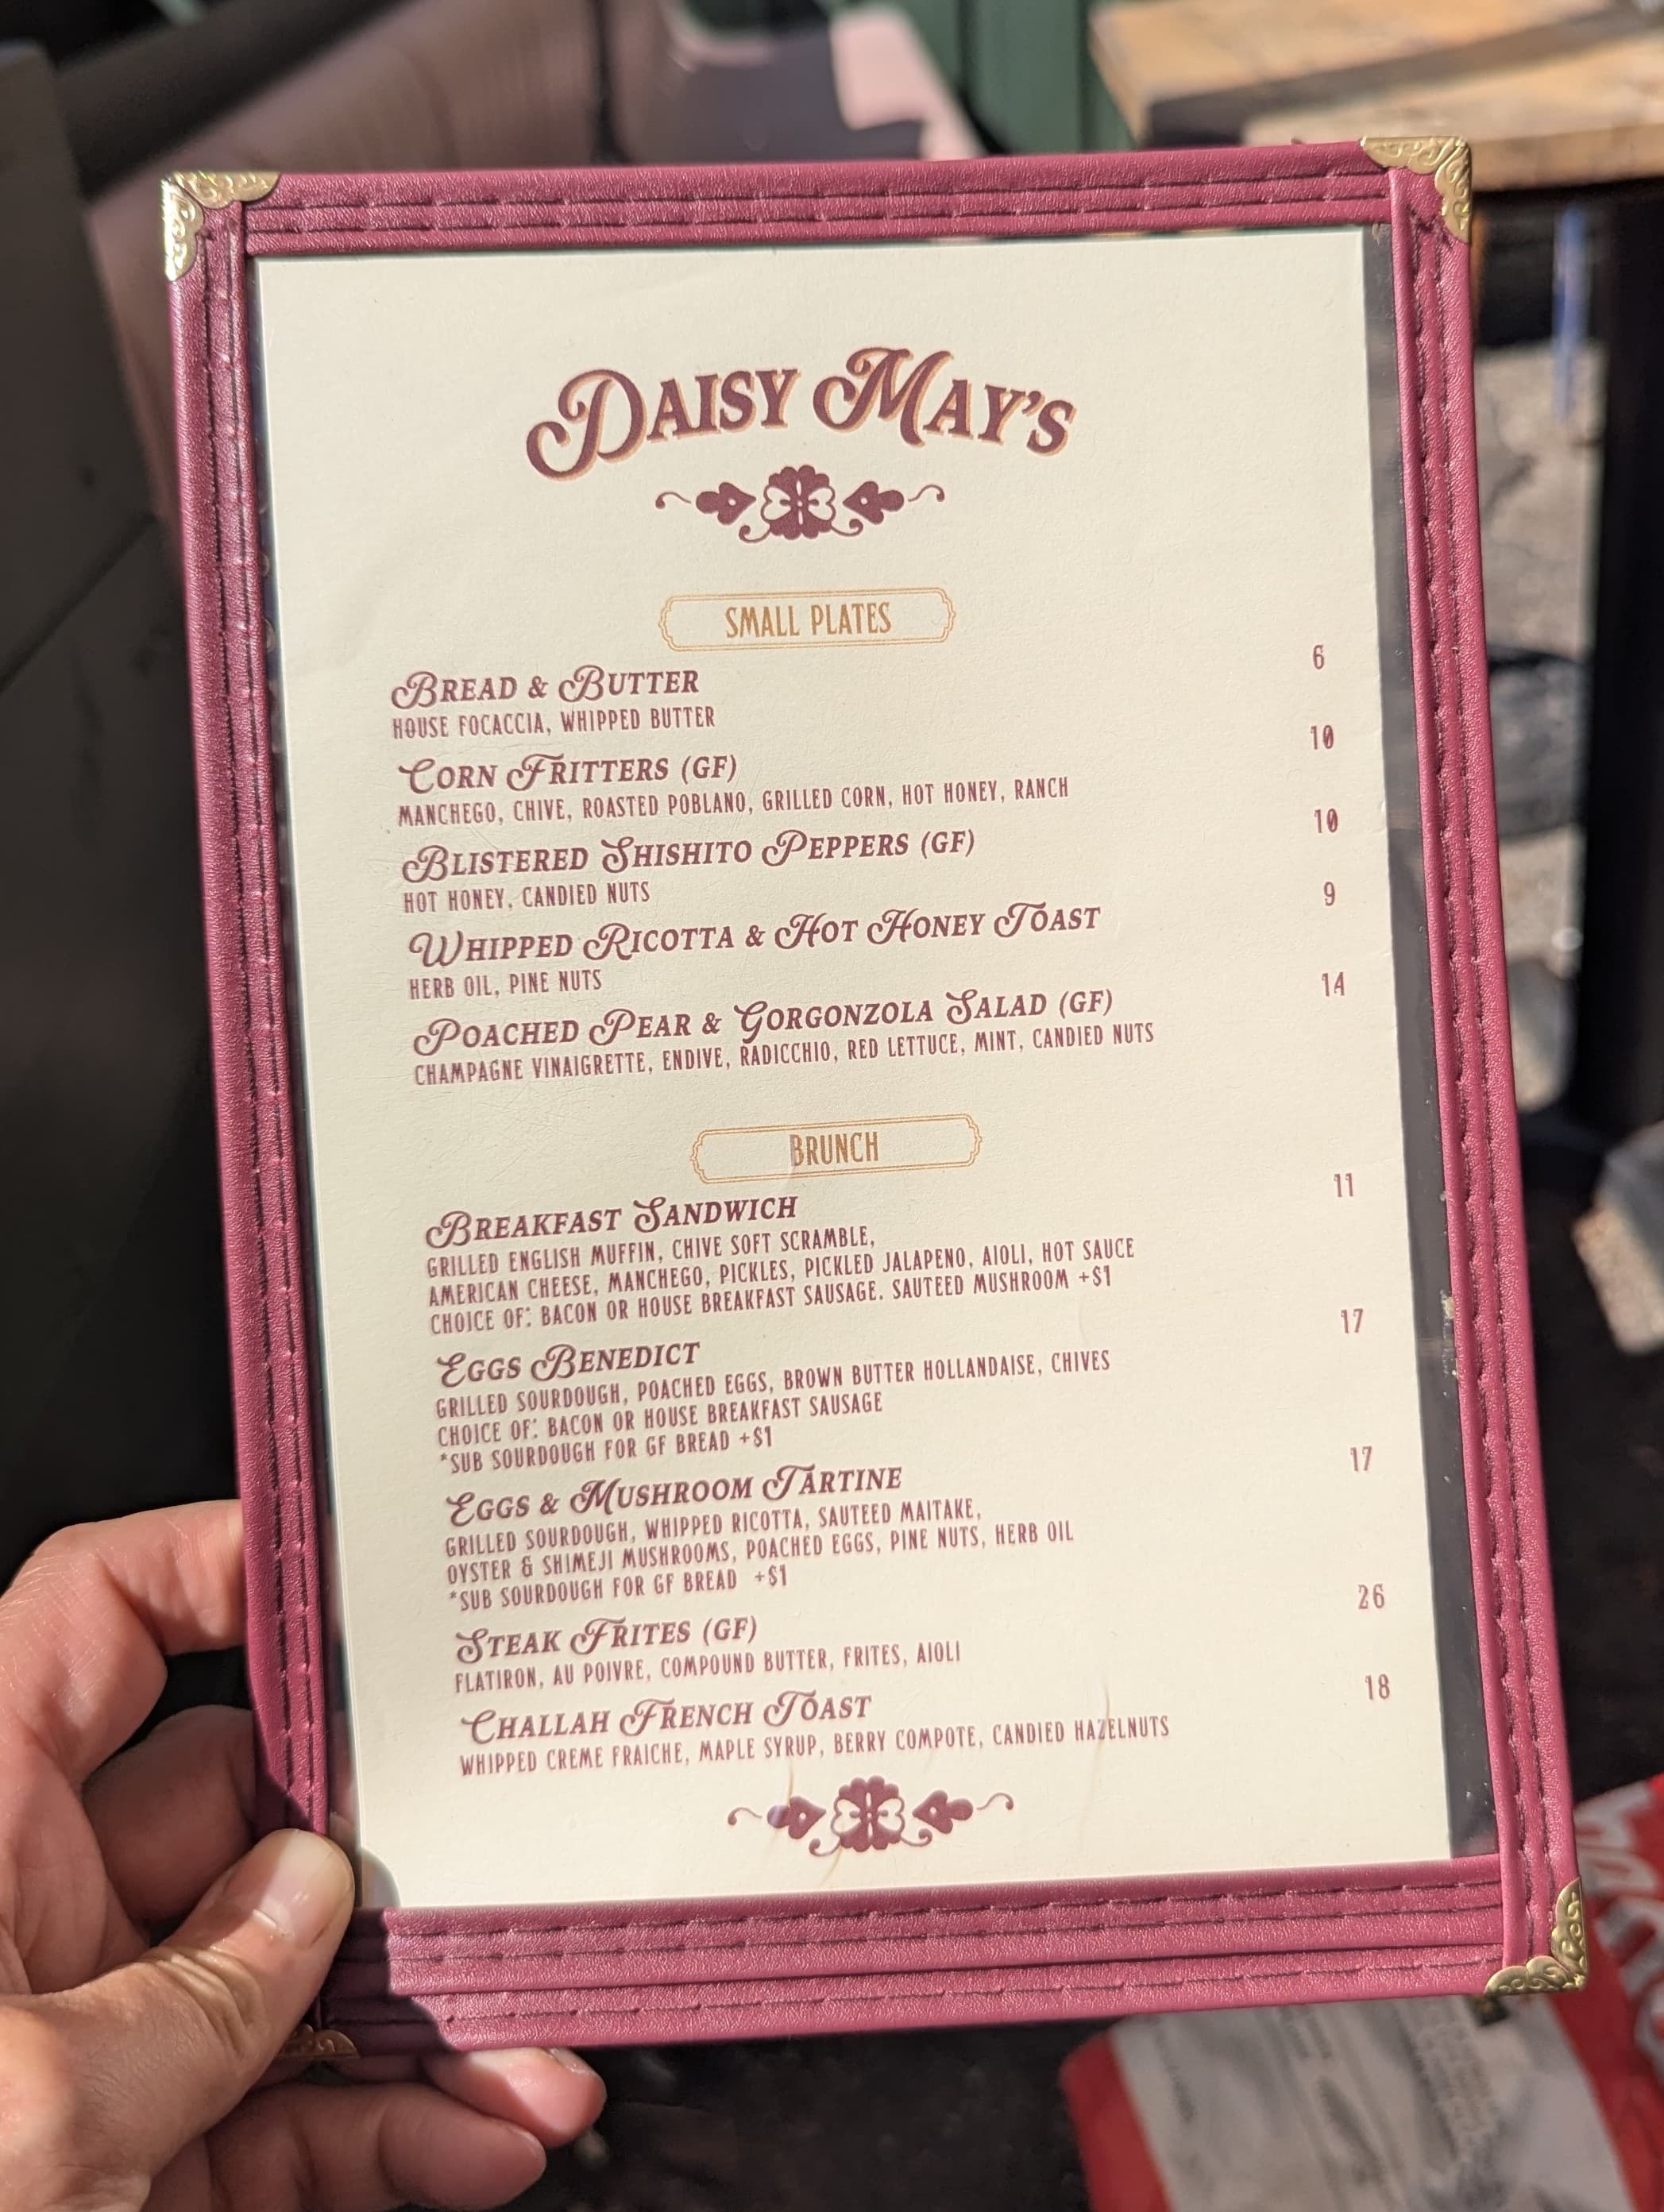 DAISY MAY'S
SMALL PLATES
BREAD & BUTTER 6
HOUSE FOCACCIA, WHIPPED BUTTER
CORN FRITTERS (GF) 10
MANCHEGO, CHIVE, ROASTED POBLANO, GRILLED CORN, HOT HONEY, RANCH
BLISTERED SHISHITO PEPPERS (GF) 10
HOT HONEY, CANDIED NUTS
WHIPPED RICOTTA & HOT HONEY TOAST 9
HERB OIL, PINE NUTS
POACHED PEAR & GORGONZOLA SALAD (GF) 14
CHAMPAGNE VINAIGRETTE, ENDIVE, RADICCHIO, RED LETTUCE, MINT, CANDIED NUTS
BRUNCH
BREAKFAST SANDWICH 11
GRILLED ENGLISH MUFFIN, CHIVE SOFT SCRAMBLE,
AMERICAN CHEESE, MANCHEGO, PICKLES, PICKLED JALAPENO, AIOLI, HOT SAUCE
CHOICE OF: BACON OR HOUSE BREAKFAST SAUSAGE. SAUTEED MUSHROOM +$1
EGGS BENEDICT 17
GRILLED SOURDOUGH, POACHED EGGS, BROWN BUTTER HOLLANDAISE, CHIVES
CHOICE OF: BACON OR HOUSE BREAKFAST SAUSAGE
*SUB SOURDOUGH FOR GF BREAD +$1
EGGS & MUSHROOM TARTINE 17
GRILLED SOURDOUGH, WHIPPED RICOTTA, SAUTEED MAITAKE,
OYSTER & SHIMEJI MUSHROOMS, POACHED EGGS, PINE NUTS, HERB OIL
*SUB SOURDOUGH FOR GF BREAD +$1
STEAK FRITES (GF) 26
FLATIRON, AU POIVRE, COMPOUND BUTTER, FRITES, AIOLI
CHALLAH FRENCH TOAST 18
WHIPPED CREME FRAICHE, MAPLE SYRUP, BERRY COMPOTE, CANDIED HAZELNUTS